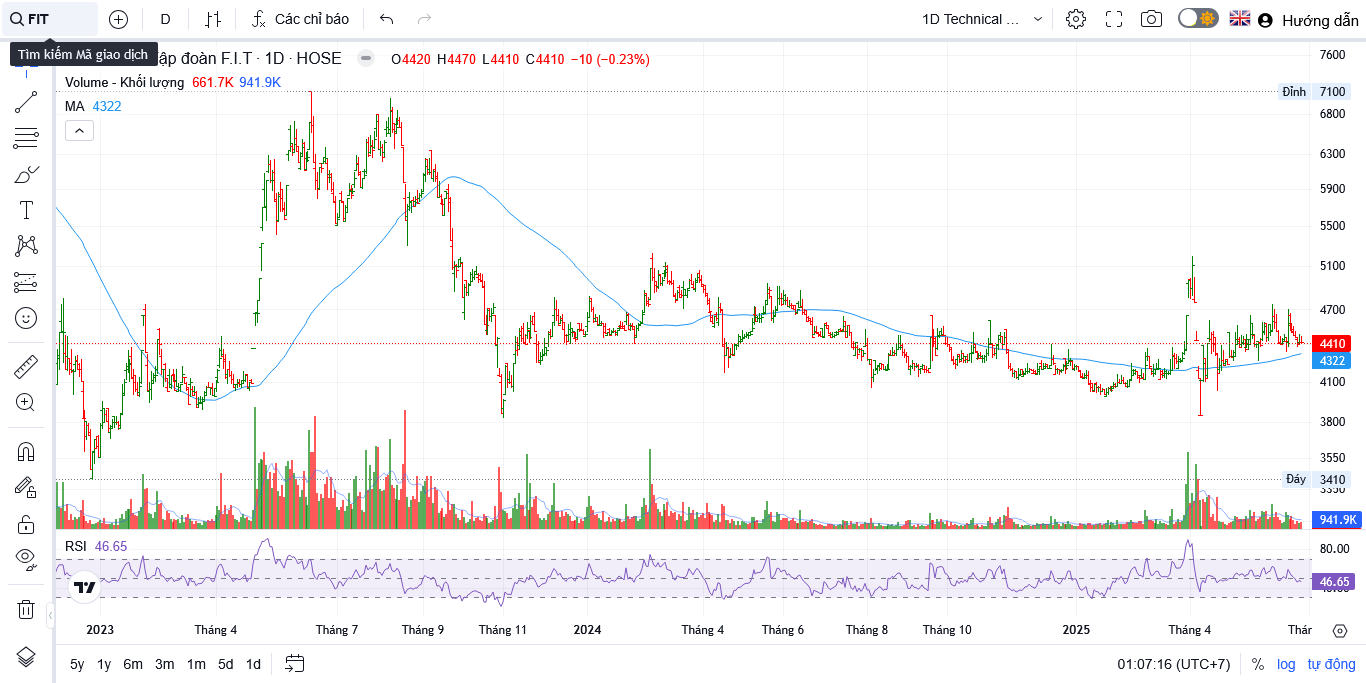 FIT
D
Các chỉ báo
1D Technical ...
Hướng dẫn
Tìm kiếm Mã giao dịch
ập đoàn F.I.T · 1D · HOSE
O4420 H4470 L4410 C4410 −10 (−0.23%)
Volume - Khối lượng 661.7K 941.9K
MA 4322
7600
Đỉnh 7100
6800
6300
5900
5500
5100
4700
4410
4322
4100
3800
3550
Đáy 3410
3350
941.9K
RSI 46.65
80.00
46.65
2023 Tháng 4 Tháng 7 Tháng 9 Tháng 11 2024 Tháng 4 Tháng 6 Tháng 8 Tháng 10 2025 Tháng 4 Thár
5y 1y 6m 3m 1m 5d 1d
01:07:16 (UTC+7) % log tự động